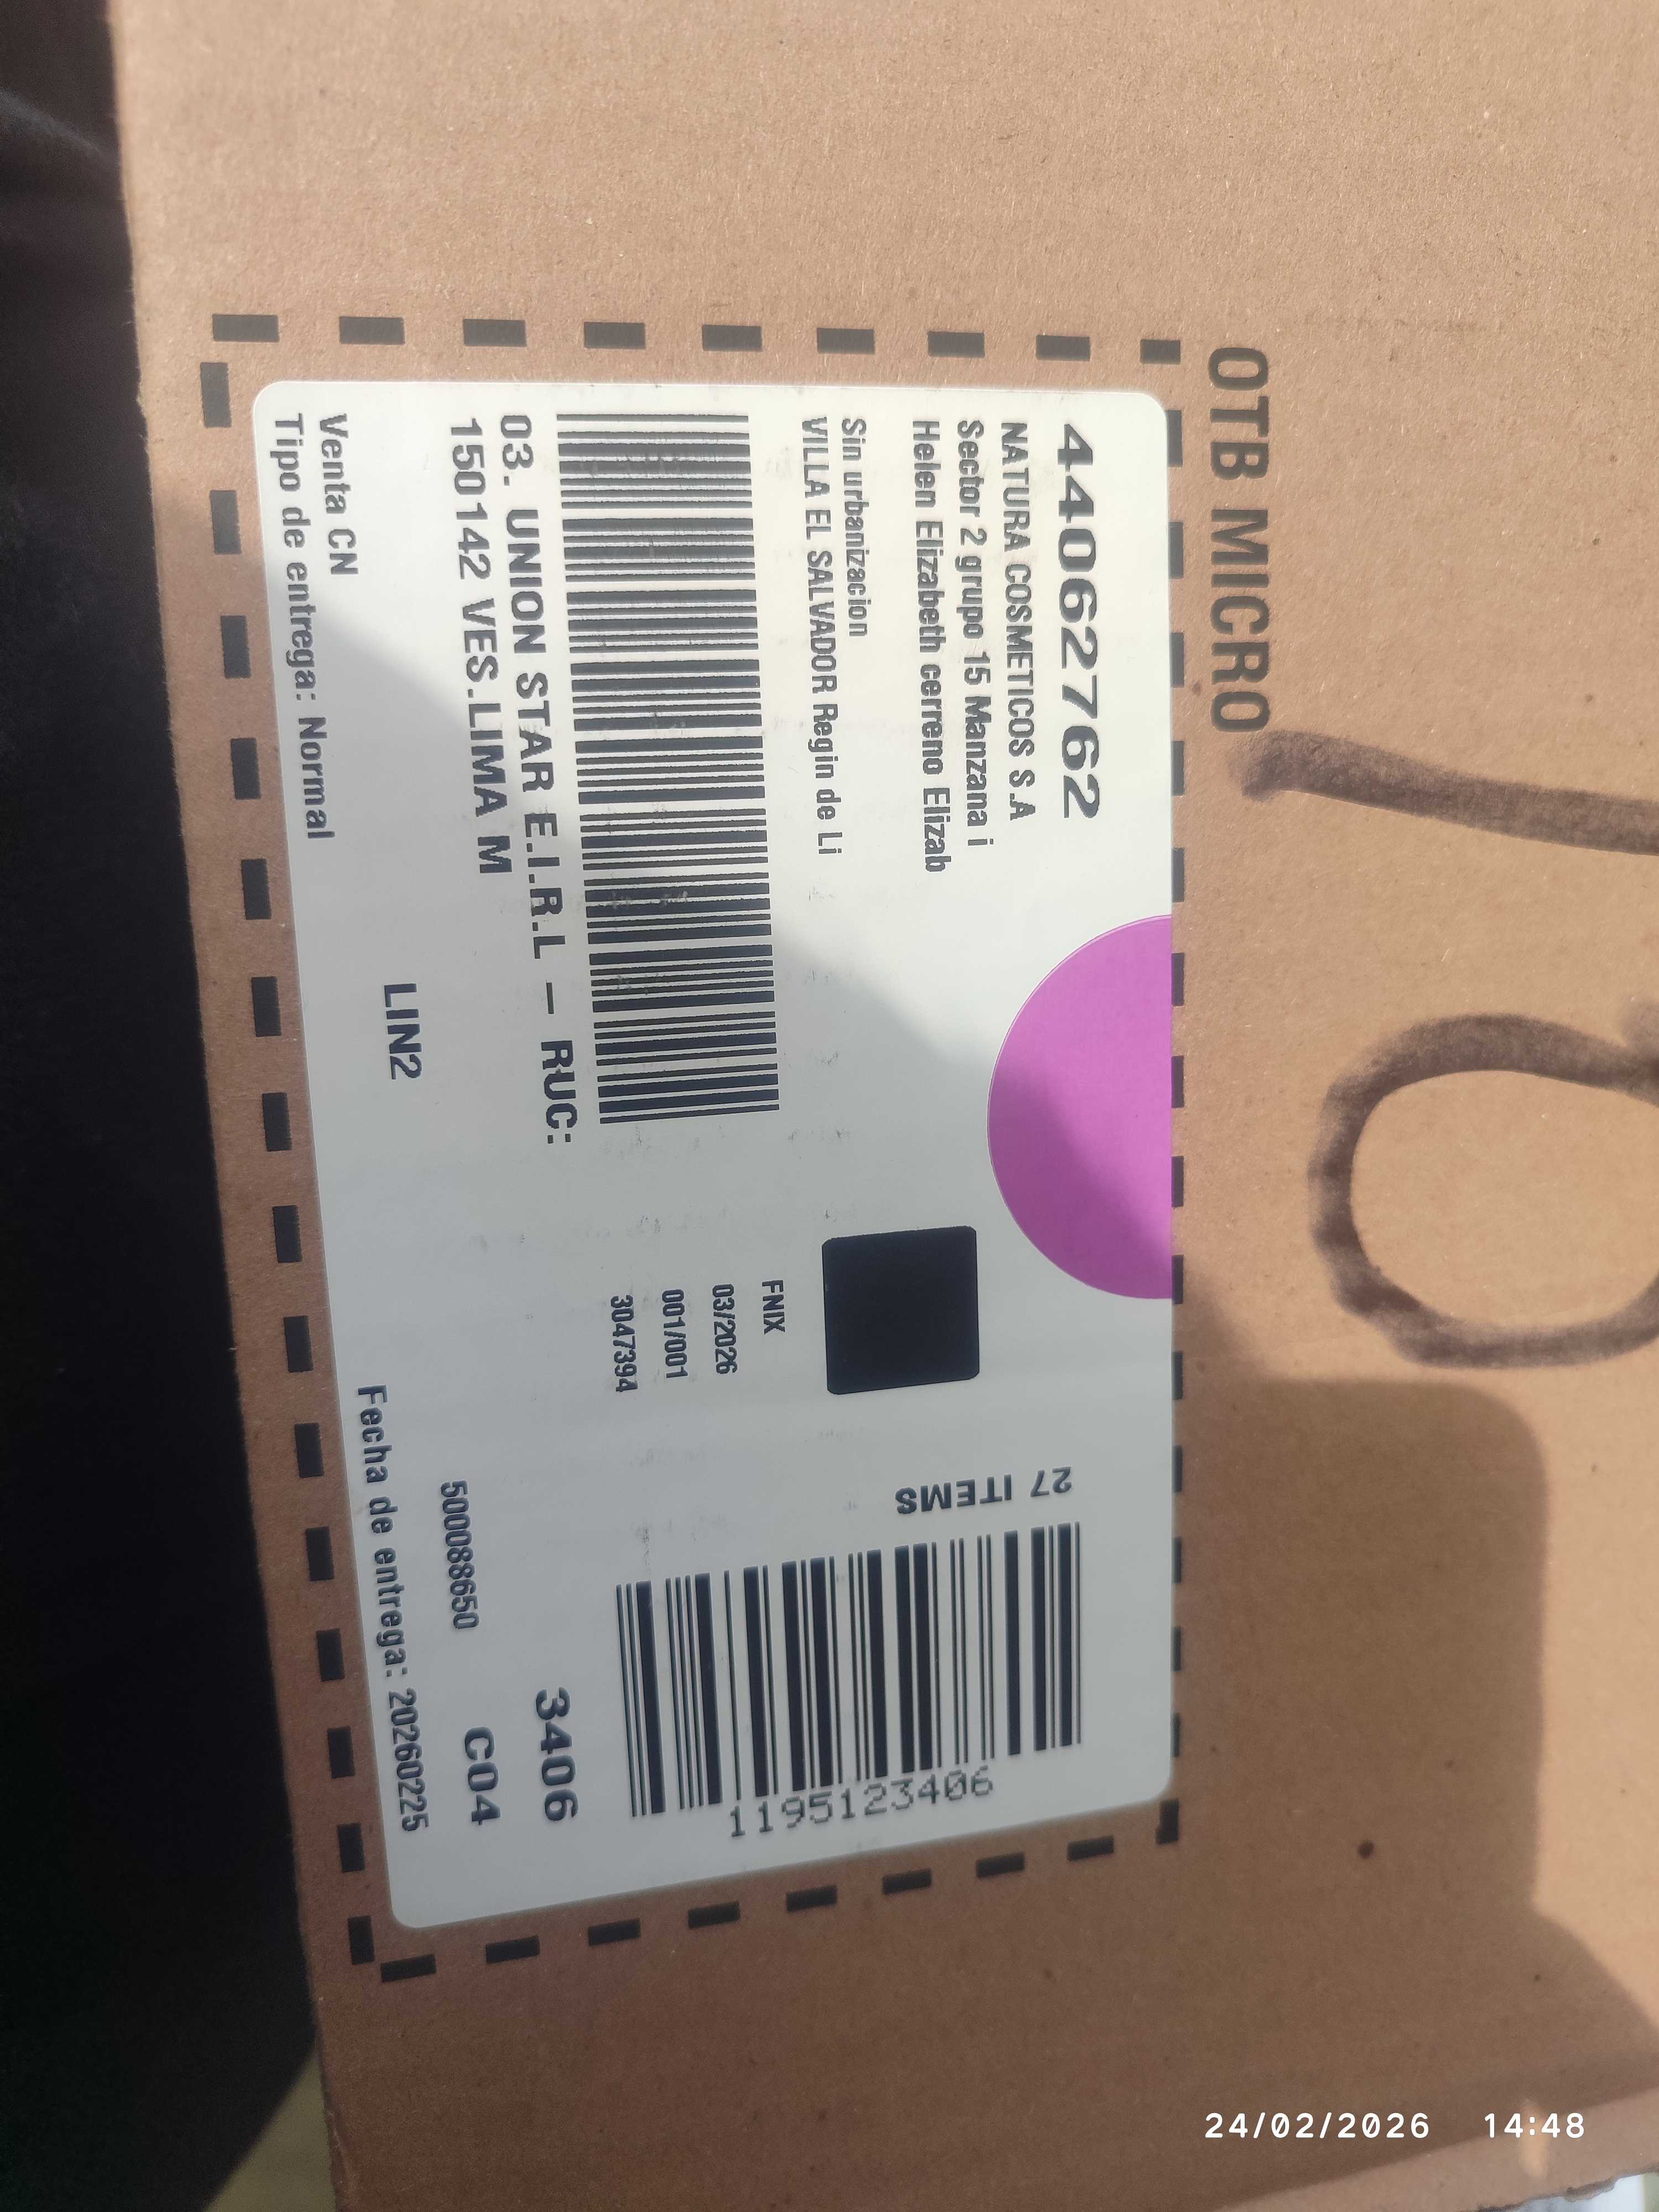 OTB MICRO
44062762
NATURA COSMETICOS S.A
Sector 2 grupo 15 Manzana i
Helen Elizabeth cerreno Elizab
Sin urbanizacion
VILLA EL SALVADOR Regin de Li
27 ITEMS
1195123406
FNIX
03/2026
001/001
3047394
03. UNION STAR E.I.R.L – RUC:
150142 VES.LIMA M
3406
C04
LIN2
500088650
Venta CN
Tipo de entrega: Normal
Fecha de entrega: 20260225
24/02/2026 14:48